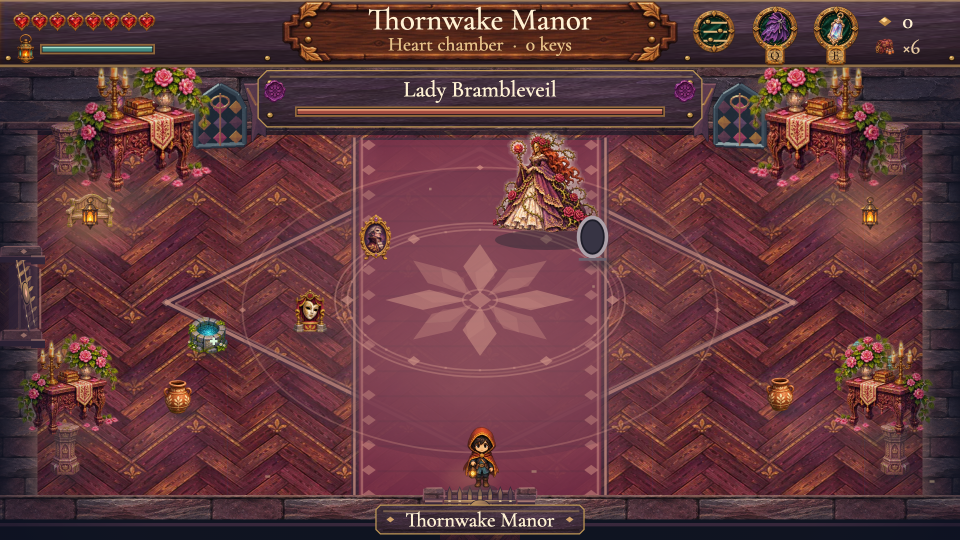 Thornwake Manor
Heart chamber · 0 keys
Q
E
0
×6
Lady Brambleveil
Thornwake Manor